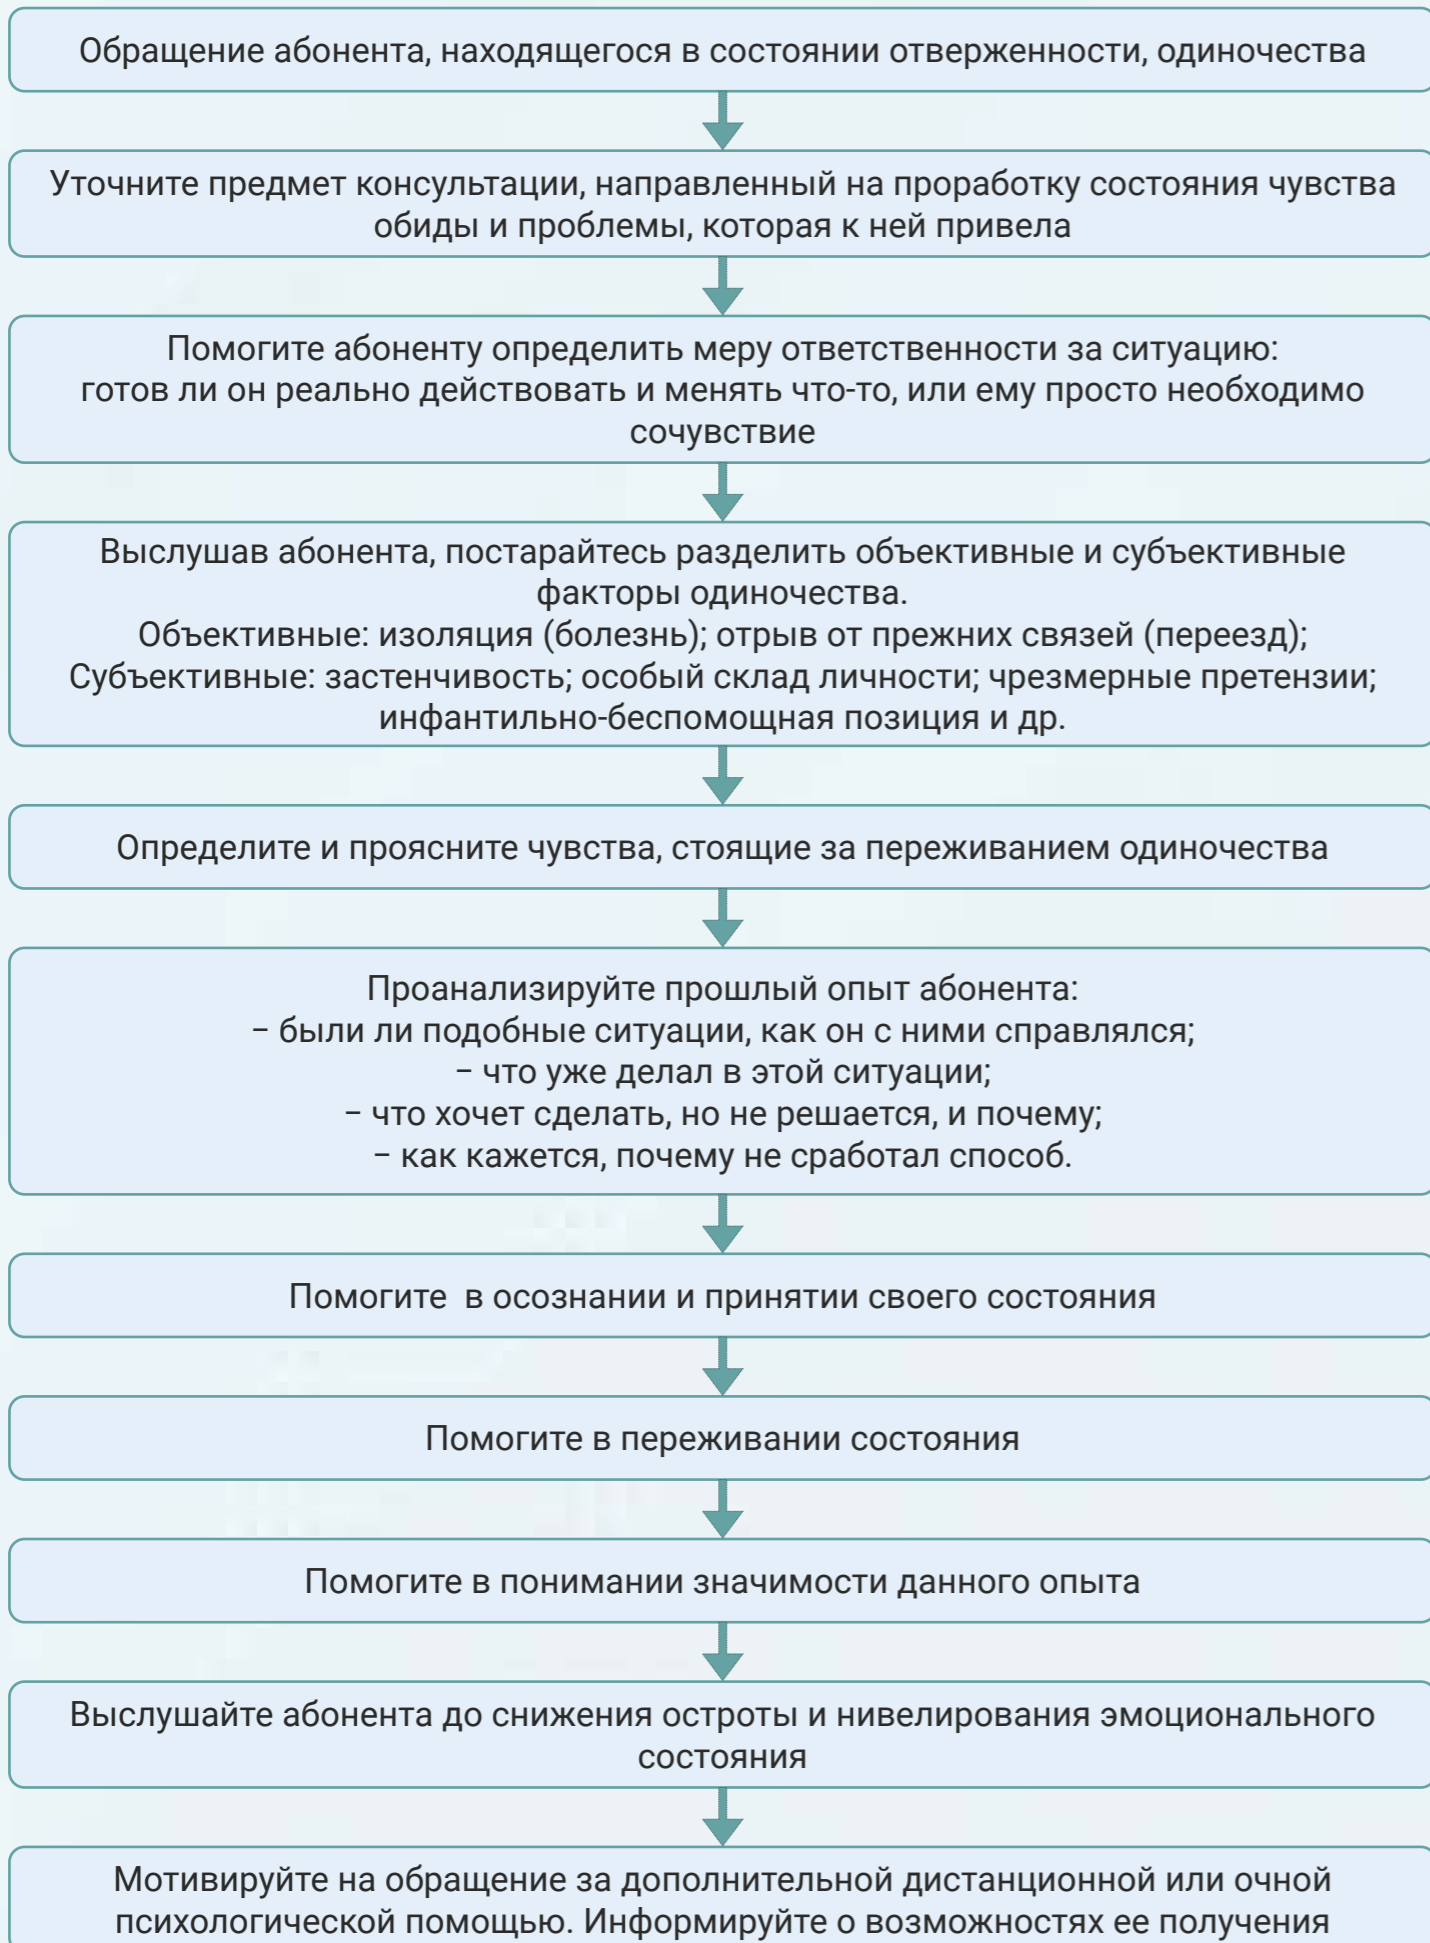 Обращение абонента, находящегося в состоянии отверженности, одиночества
Уточните предмет консультации, направленный на проработку состояния чувства
обиды и проблемы, которая к ней привела
Помогите абоненту определить меру ответственности за ситуацию:
готов ли он реально действовать и менять что-то, или ему просто необходимо
сочувствие
Выслушав абонента, постарайтесь разделить объективные и субъективные
факторы одиночества.
Объективные: изоляция (болезнь); отрыв от прежних связей (переезд);
Субъективные: застенчивость; особый склад личности; чрезмерные претензии;
инфантильно-беспомощная позиция и др.
Определите и проясните чувства, стоящие за переживанием одиночества
Проанализируйте прошлый опыт абонента:
− были ли подобные ситуации, как он с ними справлялся;
− что уже делал в этой ситуации;
− что хочет сделать, но не решается, и почему;
− как кажется, почему не сработал способ.
Помогите  в осознании и принятии своего состояния
Помогите в переживании состояния
Помогите в понимании значимости данного опыта
Выслушайте абонента до снижения остроты и нивелирования эмоционального
состояния
Мотивируйте на обращение за дополнительной дистанционной или очной
психологической помощью. Информируйте о возможностях ее получения